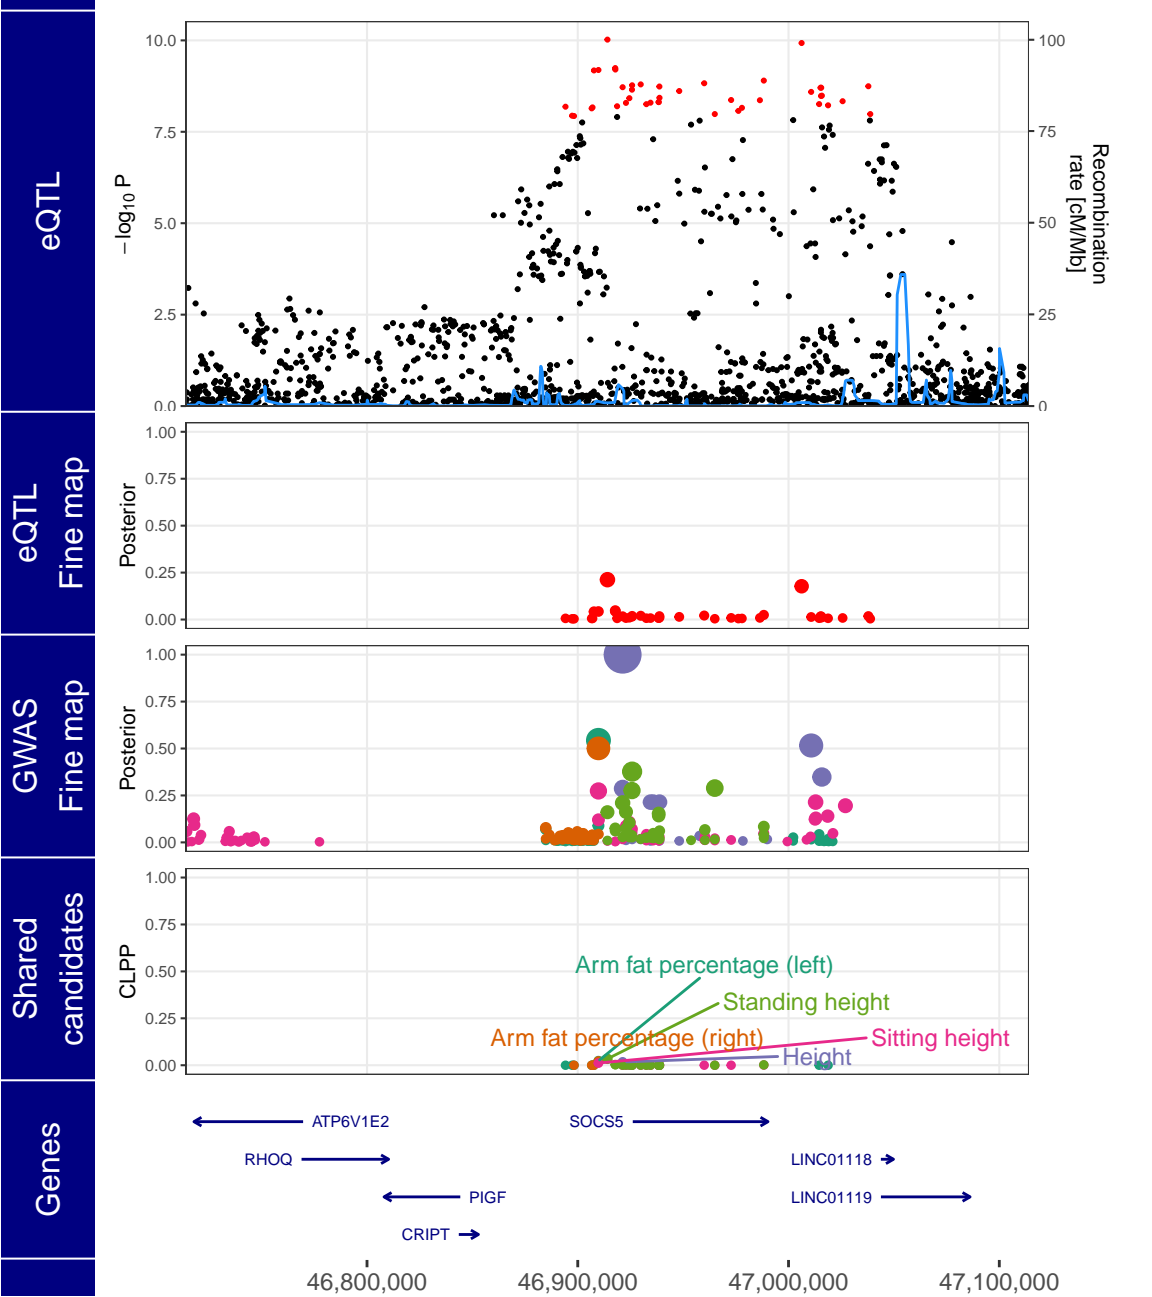 eQTL
−log10 P
10.0
7.5
5.0
2.5
0.0
100
75
50
25
0
Recombination
rate [cM/Mb]
eQTL
Fine map
Posterior
1.00
0.75
0.50
0.25
0.00
GWAS
Fine map
Posterior
1.00
0.75
0.50
0.25
0.00
Shared
candidates
CLPP
1.00
0.75
0.50
0.25
0.00
Arm fat percentage (left)
Standing height
Arm fat percentage (right)
Sitting height
Height
Genes
ATP6V1E2
SOCS5
RHOQ
LINC01118
PIGF
LINC01119
CRIPT
46,800,000
46,900,000
47,000,000
47,100,000